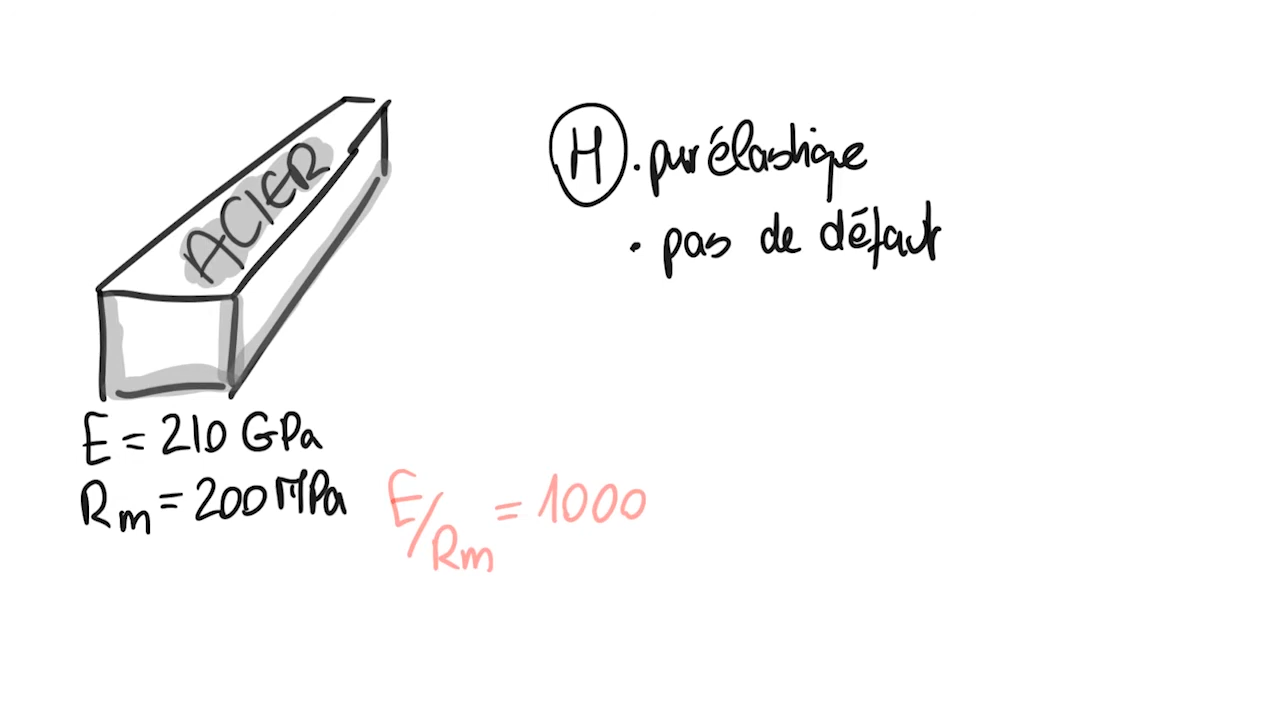 ACIER
H . pur élastique
. pas de défaut
E = 210 GPa
Rm = 200 MPa
E/Rm = 1000